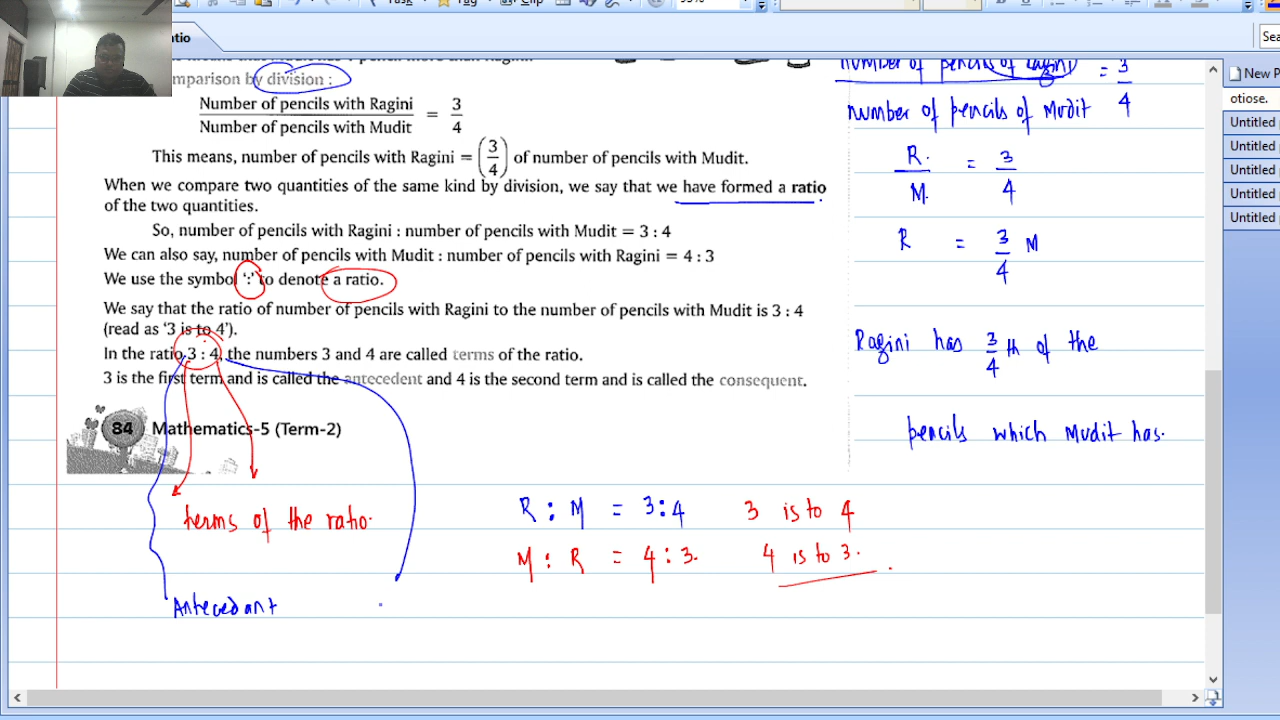 Task
Tag
Clip
Sea
tio
New P
otiose.
Untitled
Untitled
Untitled
Untitled
Untitled
mparison by division :
Number of pencils with Ragini / Number of pencils with Mudit = 3/4
This means, number of pencils with Ragini = (3/4) of number of pencils with Mudit.
When we compare two quantities of the same kind by division, we say that we have formed a ratio
of the two quantities.
So, number of pencils with Ragini : number of pencils with Mudit = 3 : 4
We can also say, number of pencils with Mudit : number of pencils with Ragini = 4 : 3
We use the symbol ':' to denote a ratio.
We say that the ratio of number of pencils with Ragini to the number of pencils with Mudit is 3 : 4
(read as '3 is to 4').
In the ratio 3 : 4, the numbers 3 and 4 are called terms of the ratio.
3 is the first term and is called the antecedent and 4 is the second term and is called the consequent.
84 Mathematics-5 (Term-2)
terms of the ratio.
Antecedant
number of pencils of Ragini / number of pencils of Mudit = 3/4
R / M = 3/4
R = 3/4 M
Ragini has 3/4 th of the
pencils which Mudit has.
R : M = 3:4 3 is to 4
M : R = 4 : 3. 4 is to 3.